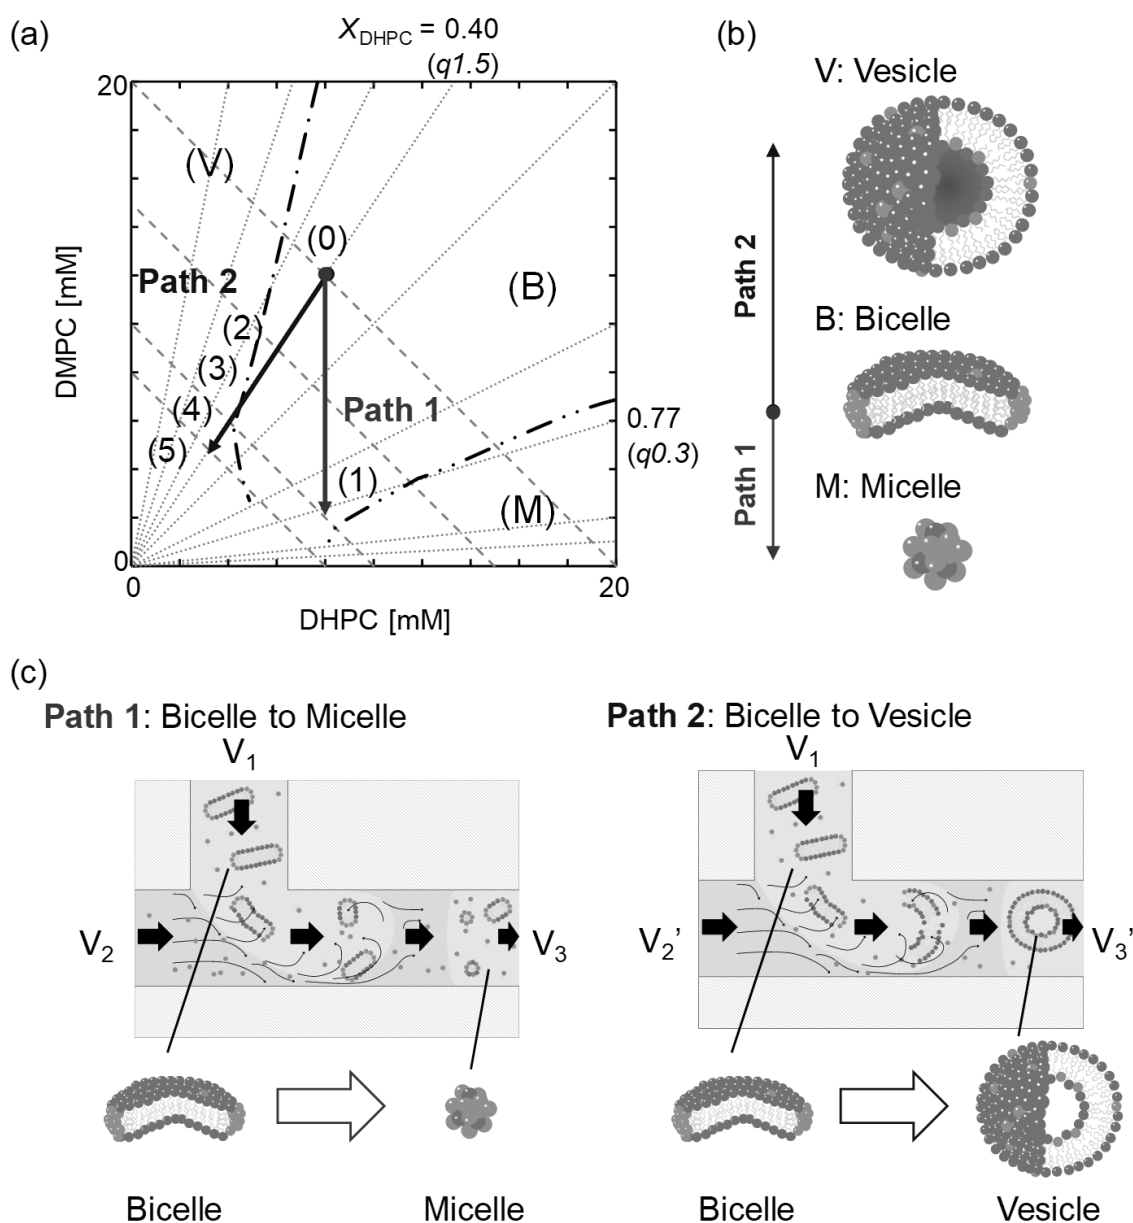 (a)
X_DHPC = 0.40
(q1.5)
20
(V)
(0)
Path 2
(B)
(2)
(3)
Path 1
(4)
0.77
(q0.3)
(5)
(1)
(M)
0
0
20
DMPC [mM]
DHPC [mM]
(b)
V: Vesicle
Path 2
B: Bicelle
Path 1
M: Micelle
(c)
Path 1: Bicelle to Micelle
V₁
V₂
V₃
Bicelle
Micelle
Path 2: Bicelle to Vesicle
V₁
V₂'
V₃'
Bicelle
Vesicle